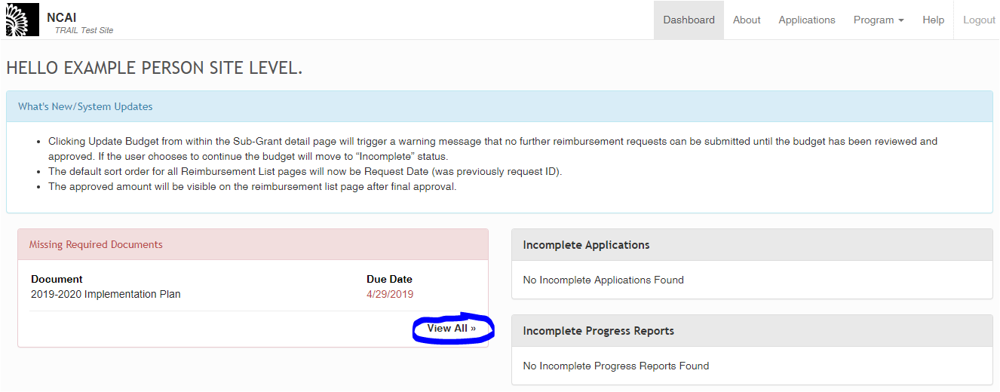 NCAI
TRAIL Test Site
Dashboard About Applications Program Help Logout
HELLO EXAMPLE PERSON SITE LEVEL.
What's New/System Updates
• Clicking Update Budget from within the Sub-Grant detail page will trigger a warning message that no further reimbursement requests can be submitted until the budget has been reviewed and
approved. If the user chooses to continue the budget will move to “Incomplete” status.
• The default sort order for all Reimbursement List pages will now be Request Date (was previously request ID).
• The approved amount will be visible on the reimbursement list page after final approval.
Missing Required Documents
Document Due Date
2019-2020 Implementation Plan 4/29/2019
View All »
Incomplete Applications
No Incomplete Applications Found
Incomplete Progress Reports
No Incomplete Progress Reports Found